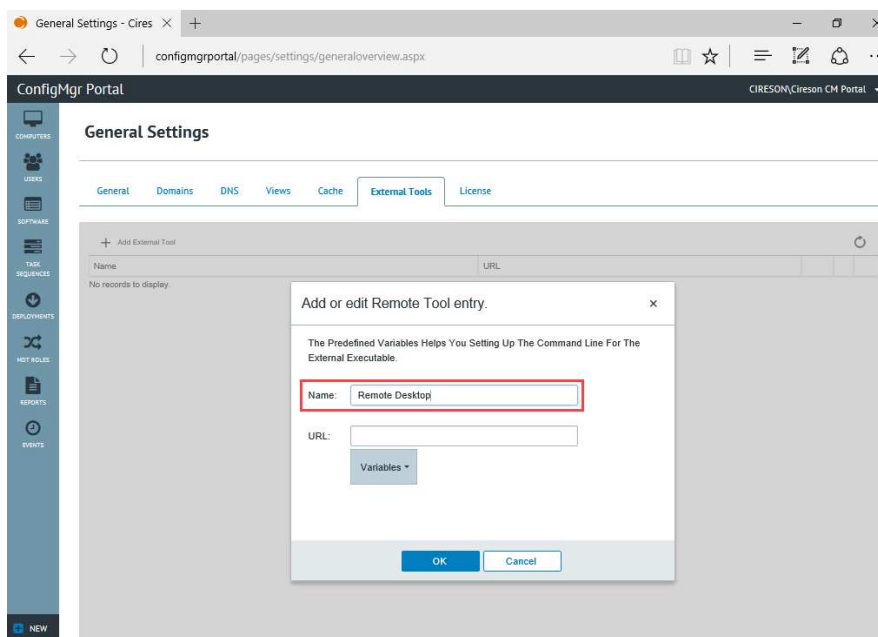 General Settings - Cires
configmgrportal/pages/settings/generaloverview.aspx
ConfigMgr Portal
CIRESON\Cireson CM Portal
COMPUTERS
USERS
SOFTWARE
TASK
SEQUENCES
DEPLOYMENTS
MDT ROLES
REPORTS
EVENTS
NEW
General Settings
General Domains DNS Views Cache External Tools License
Add External Tool
Name URL
No records to display.
Add or edit Remote Tool entry.
The Predefined Variables Helps You Setting Up The Command Line For The
External Executable.
Name: Remote Desktop
URL:
Variables
OK Cancel